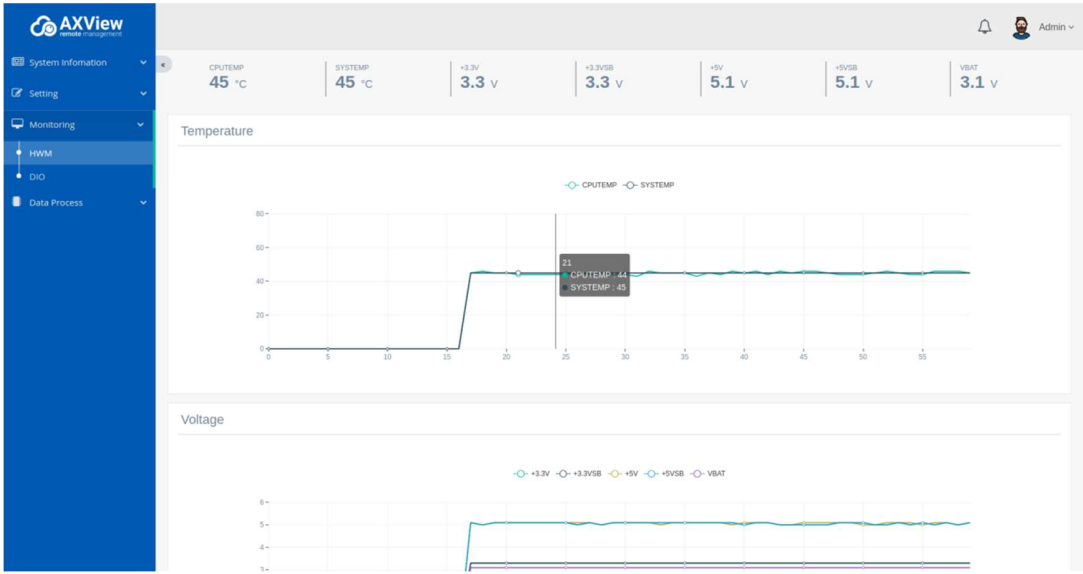 AXView
remote management
Admin
System Infomation
Setting
Monitoring
HWM
DIO
Data Process
«
CPUTEMP
45 °C
SYSTEMP
45 °C
+3.3V
3.3 V
+3.3VSB
3.3 V
+5V
5.1 V
+5VSB
5.1 V
VBAT
3.1 V
Temperature
CPUTEMP SYSTEMP
80
60
40
20
0
21
CPUTEMP : 44
SYSTEMP : 45
0 5 10 15 20 25 30 35 40 45 50 55
Voltage
+3.3V +3.3VSB +5V +5VSB VBAT
6
5
4
3